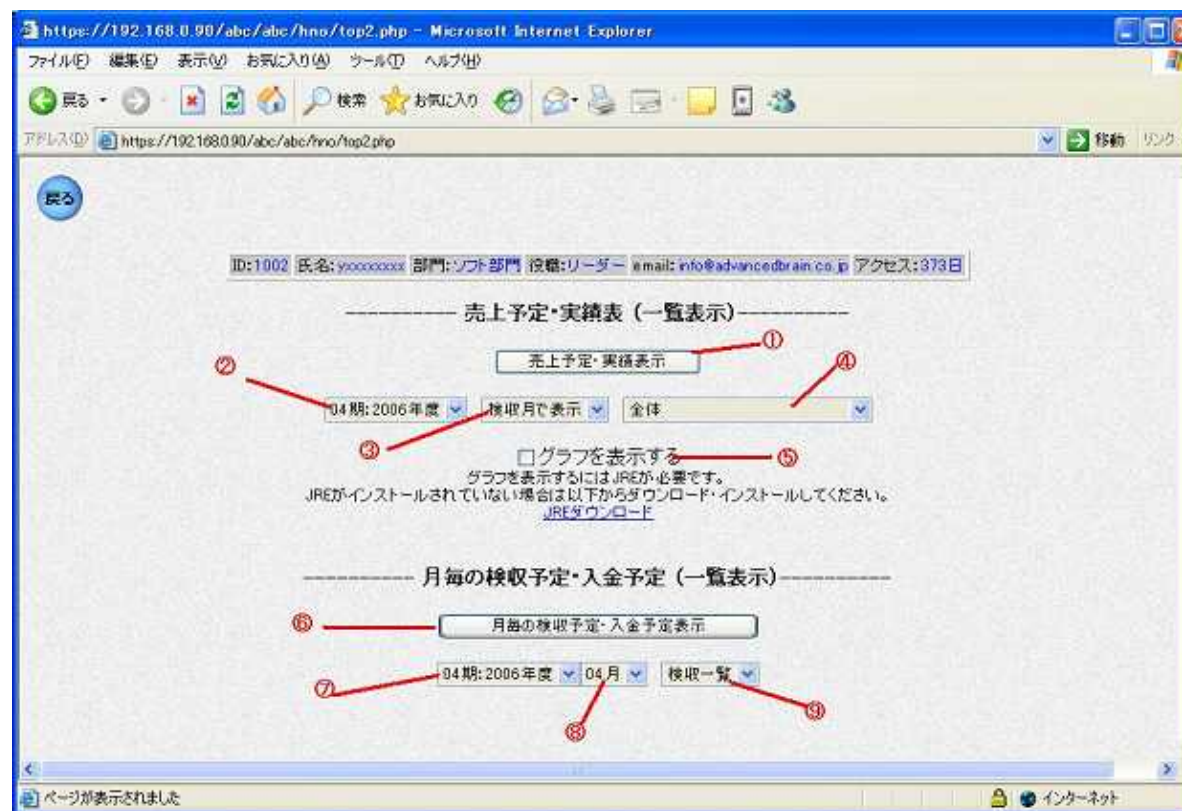 https://192.168.0.90/abc/abc/hno/top2.php - Microsoft Internet Explorer
ファイル(F) 編集(E) 表示(V) お気に入り(A) ツール(T) ヘルプ(H)
戻る 検索 お気に入り
アドレス(D) https://192.168.0.90/abc/abc/hno/top2.php 移動 リンク
戻る
ID:1002 氏名: 部門:ソフト部門 役職:リーダー email: info@advancedbrain.co.jp アクセス:373日
---------- 売上予定・実績表 (一覧表示)----------
①
売上予定・実績表示
② ④
04期:2006年度 検収月で表示 全体
③
□グラフを表示する ⑤
グラフを表示するにはJREが必要です。
JREがインストールされていない場合は以下からダウンロード・インストールしてください。
JREダウンロード
---------- 月毎の検収予定・入金予定 (一覧表示)----------
⑥ 月毎の検収予定・入金予定表示
04期:2006年度 04月 検収一覧
⑦ ⑧ ⑨
ページが表示されました インターネット